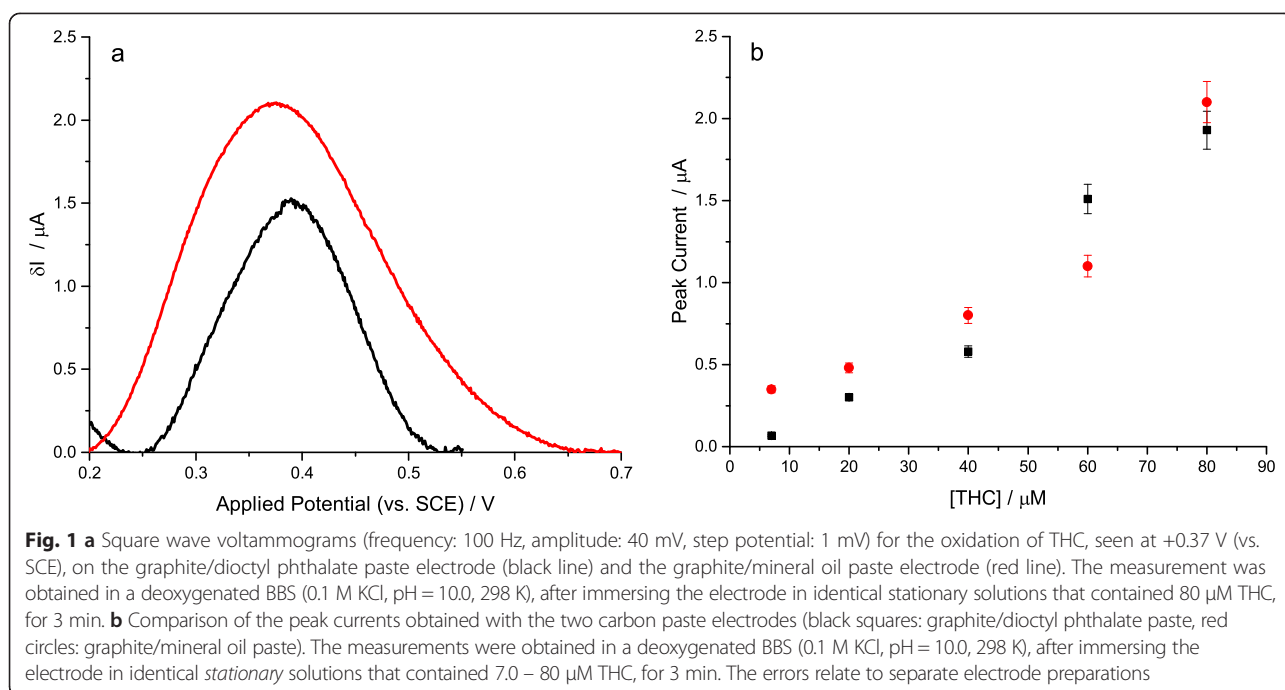 a
2.5
2.0
1.5
1.0
0.5
0.0
δI / μA
0.2 0.3 0.4 0.5 0.6 0.7
Applied Potential (vs. SCE) / V
b
2.5
2.0
1.5
1.0
0.5
0.0
Peak Current / μA
0 10 20 30 40 50 60 70 80 90
[THC] / μM
Fig. 1 a Square wave voltammograms (frequency: 100 Hz, amplitude: 40 mV, step potential: 1 mV) for the oxidation of THC, seen at +0.37 V (vs.
SCE), on the graphite/dioctyl phthalate paste electrode (black line) and the graphite/mineral oil paste electrode (red line). The measurement was
obtained in a deoxygenated BBS (0.1 M KCl, pH = 10.0, 298 K), after immersing the electrode in identical stationary solutions that contained 80 μM THC,
for 3 min. b Comparison of the peak currents obtained with the two carbon paste electrodes (black squares: graphite/dioctyl phthalate paste, red
circles: graphite/mineral oil paste). The measurements were obtained in a deoxygenated BBS (0.1 M KCl, pH = 10.0, 298 K), after immersing the
electrode in identical stationary solutions that contained 7.0 – 80 μM THC, for 3 min. The errors relate to separate electrode preparations